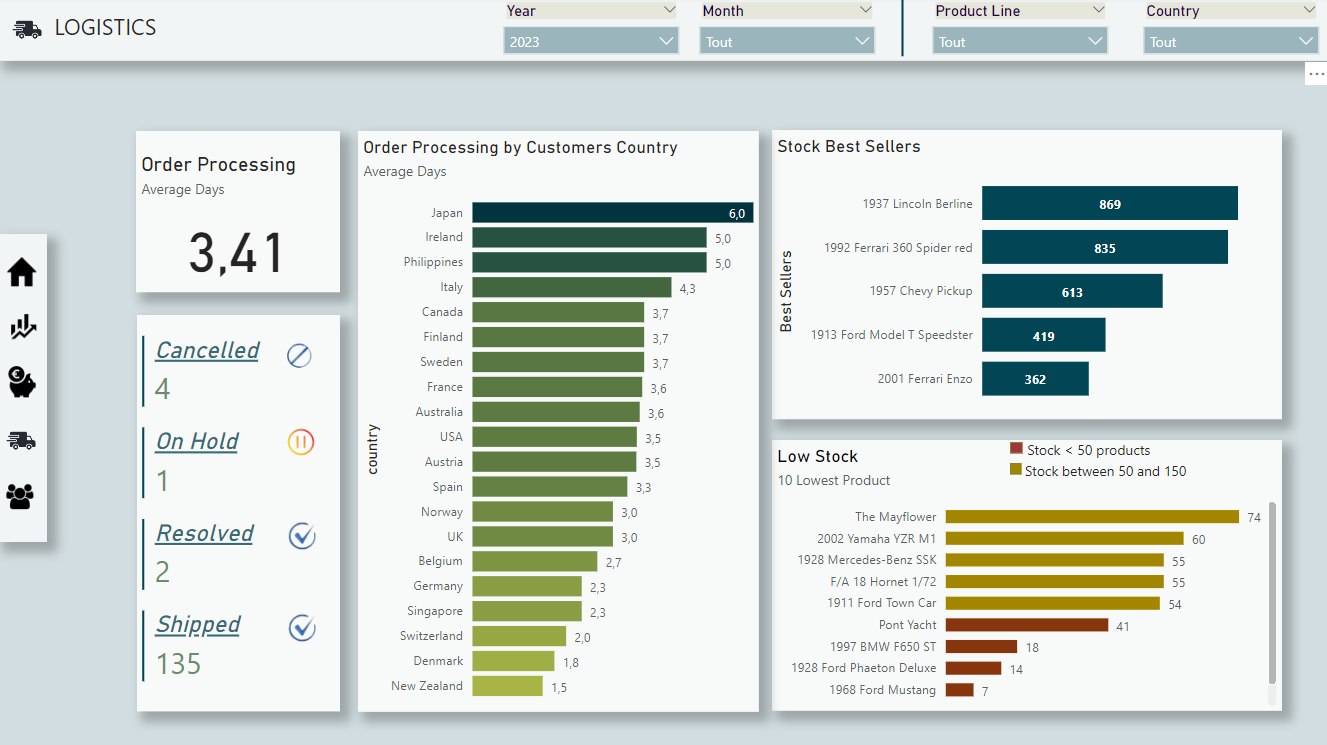 LOGISTICS
Year
Month
Product Line
Country
2023
Tout
Tout
Tout
Order Processing
Average Days
3,41
Cancelled
4
On Hold
1
Resolved
2
Shipped
135
Order Processing by Customers Country
Average Days
country
Japan 6,0
Ireland 5,0
Philippines 5,0
Italy 4,3
Canada 3,7
Finland 3,7
Sweden 3,7
France 3,6
Australia 3,6
USA 3,5
Austria 3,5
Spain 3,3
Norway 3,0
UK 3,0
Belgium 2,7
Germany 2,3
Singapore 2,3
Switzerland 2,0
Denmark 1,8
New Zealand 1,5
Stock Best Sellers
Best Sellers
1937 Lincoln Berline 869
1992 Ferrari 360 Spider red 835
1957 Chevy Pickup 613
1913 Ford Model T Speedster 419
2001 Ferrari Enzo 362
Low Stock
10 Lowest Product
Stock < 50 products
Stock between 50 and 150
The Mayflower 74
2002 Yamaha YZR M1 60
1928 Mercedes-Benz SSK 55
F/A 18 Hornet 1/72 55
1911 Ford Town Car 54
Pont Yacht 41
1997 BMW F650 ST 18
1928 Ford Phaeton Deluxe 14
1968 Ford Mustang 7